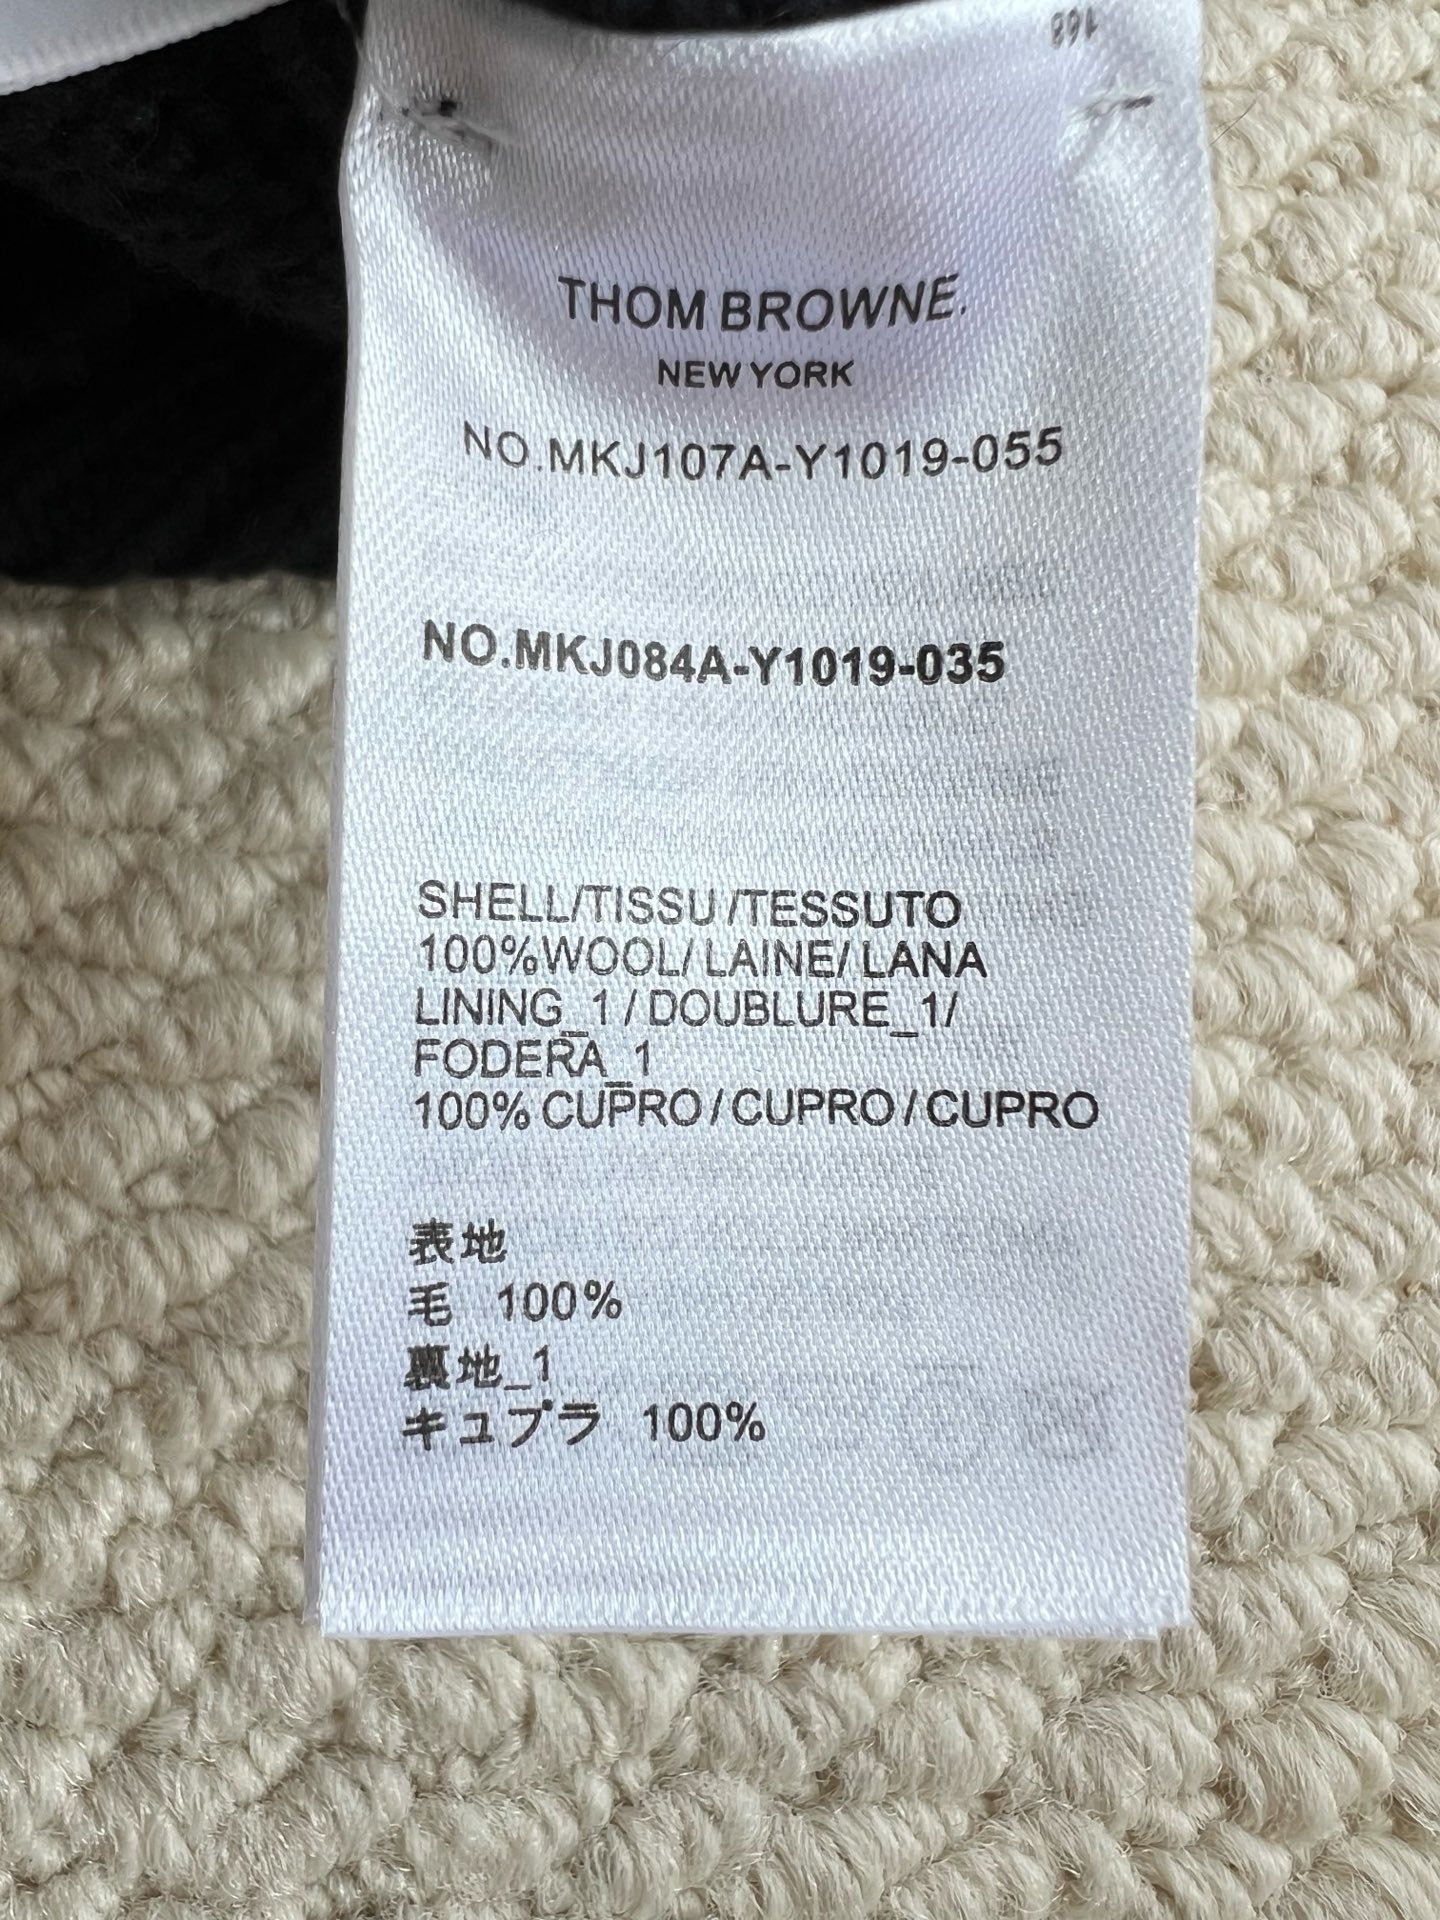 168
THOM BROWNE.
NEW YORK
NO.MKJ107A-Y1019-055
NO.MKJ084A-Y1019-035
SHELL/TISSU/TESSUTO
100%WOOL/LAINE/LANA
LINING_1/DOUBLURE_1/
FODERA_1
100% CUPRO/CUPRO/CUPRO
表地
毛 100%
裏地_1
キュプラ 100%